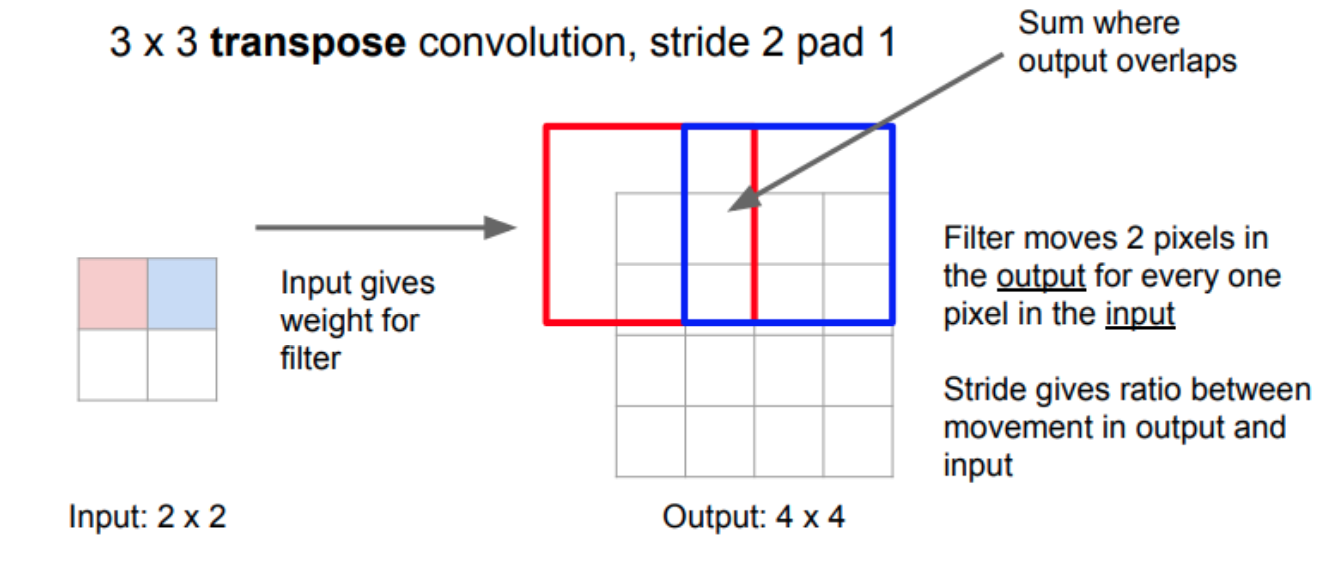 3 x 3 transpose convolution, stride 2 pad 1
Sum where
output overlaps
Input gives
weight for
filter
Filter moves 2 pixels in
the output for every one
pixel in the input
Stride gives ratio between
movement in output and
input
Input: 2 x 2
Output: 4 x 4